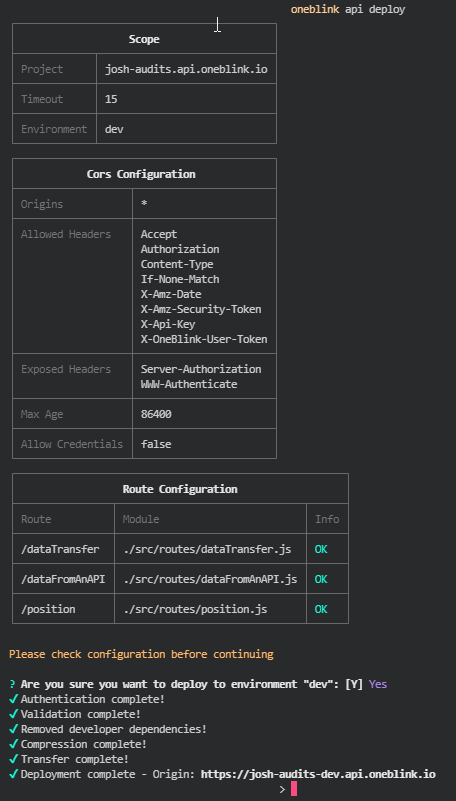 oneblink api deploy
Scope
Project josh-audits.api.oneblink.io
Timeout 15
Environment dev
Cors Configuration
Origins *
Allowed Headers Accept
Authorization
Content-Type
If-None-Match
X-Amz-Date
X-Amz-Security-Token
X-Api-Key
X-OneBlink-User-Token
Exposed Headers Server-Authorization
WWW-Authenticate
Max Age 86400
Allow Credentials false
Route Configuration
Route Module Info
/dataTransfer ./src/routes/dataTransfer.js OK
/dataFromAnAPI ./src/routes/dataFromAnAPI.js OK
/position ./src/routes/position.js OK
Please check configuration before continuing
? Are you sure you want to deploy to environment "dev": [Y] Yes
✓Authentication complete!
✓Validation complete!
✓Removed developer dependencies!
✓Compression complete!
✓Transfer complete!
✓Deployment complete - Origin: https://josh-audits-dev.api.oneblink.io
>